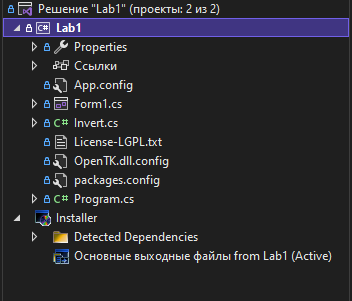 Решение "Lab1" (проекты: 2 из 2)
C# Lab1
Properties
Ссылки
App.config
Form1.cs
C# Invert.cs
License-LGPL.txt
OpenTK.dll.config
packages.config
C# Program.cs
Installer
Detected Dependencies
Основные выходные файлы from Lab1 (Active)